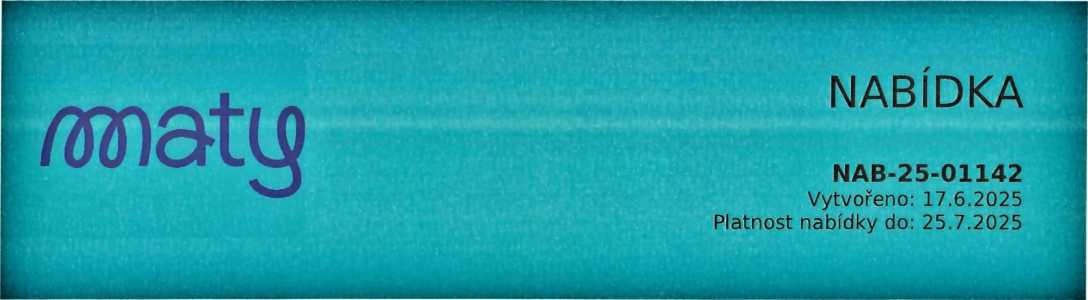 maty
NABÍDKA
NAB-25-01142
Vytvořeno: 17.6.2025
Platnost nabídky do: 25.7.2025